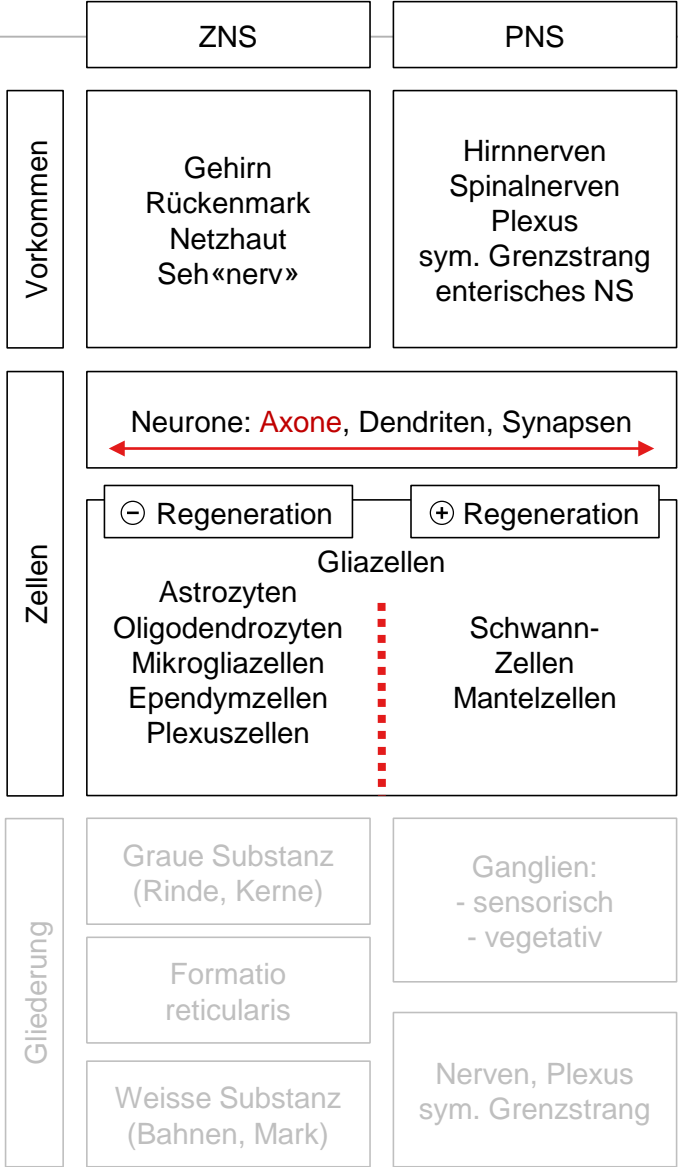 ZNS
PNS
Vorkommen
Gehirn
Rückenmark
Netzhaut
Seh«nerv»
Hirnnerven
Spinalnerven
Plexus
sym. Grenzstrang
enterisches NS
Zellen
Neurone: Axone, Dendriten, Synapsen
⊖ Regeneration
⊕ Regeneration
Gliazellen
Astrozyten
Oligodendrozyten
Mikrogliazellen
Ependymzellen
Plexuszellen
Schwann-
Zellen
Mantelzellen
Gliederung
Graue Substanz
(Rinde, Kerne)
Formatio
reticularis
Weisse Substanz
(Bahnen, Mark)
Ganglien:
- sensorisch
- vegetativ
Nerven, Plexus
sym. Grenzstrang